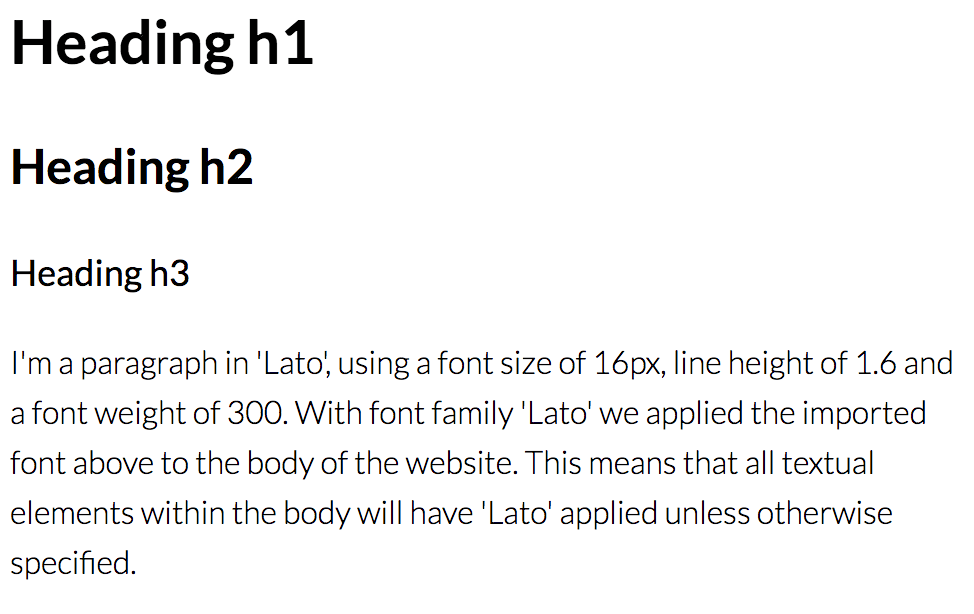 Heading h1
Heading h2
Heading h3
I'm a paragraph in 'Lato', using a font size of 16px, line height of 1.6 and
a font weight of 300. With font family 'Lato' we applied the imported
font above to the body of the website. This means that all textual
elements within the body will have 'Lato' applied unless otherwise
specified.